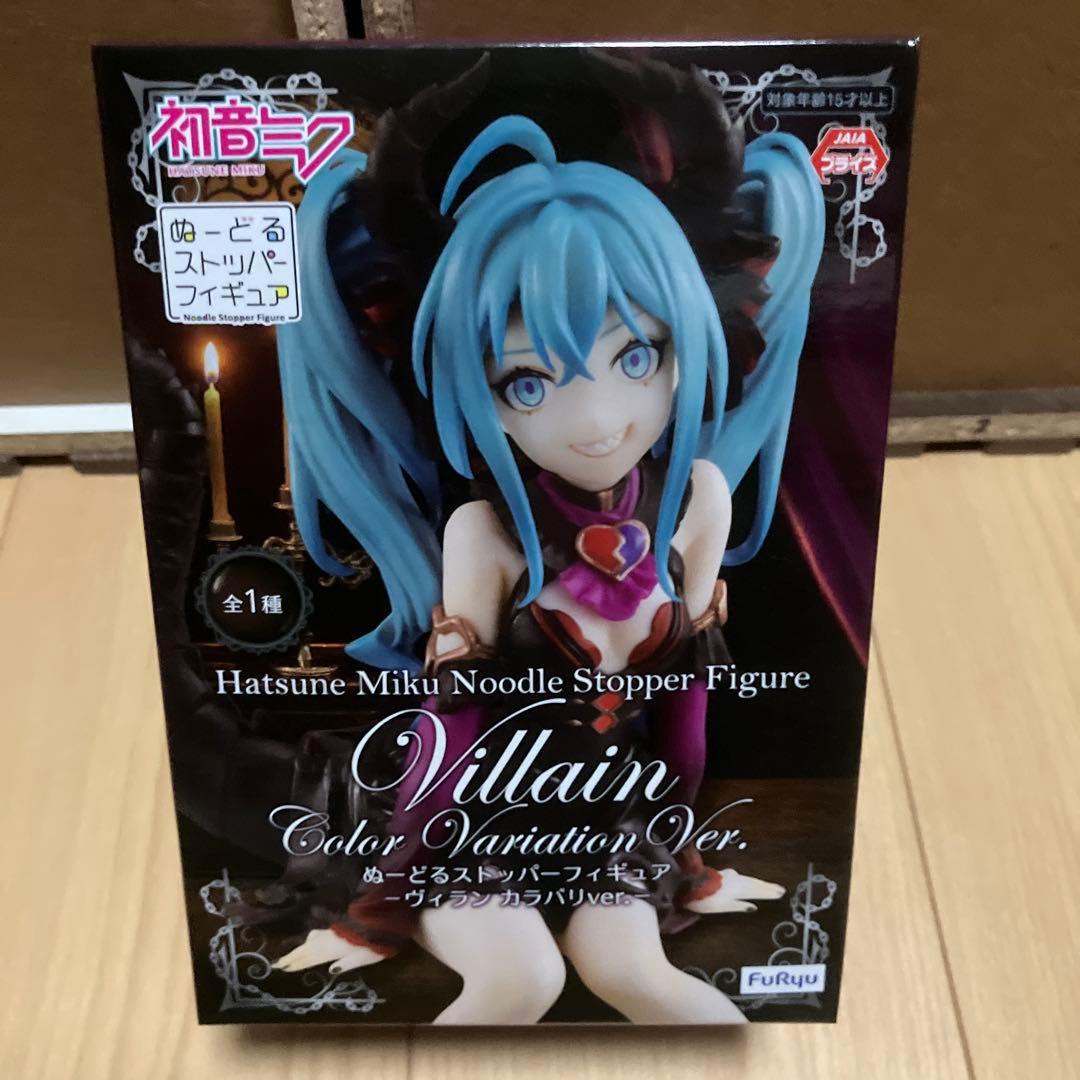 初音ミク
HATSUNE MIKU
対象年齢15才以上
JAIA
プライズ
ぬーどる
ストッパー
フィギュア
Noodle Stopper Figure
全1種
Hatsune Miku Noodle Stopper Figure
Villain
Color Variation Ver.
ぬーどるストッパーフィギュア
−ヴィラン カラバリver.−
FuRyu